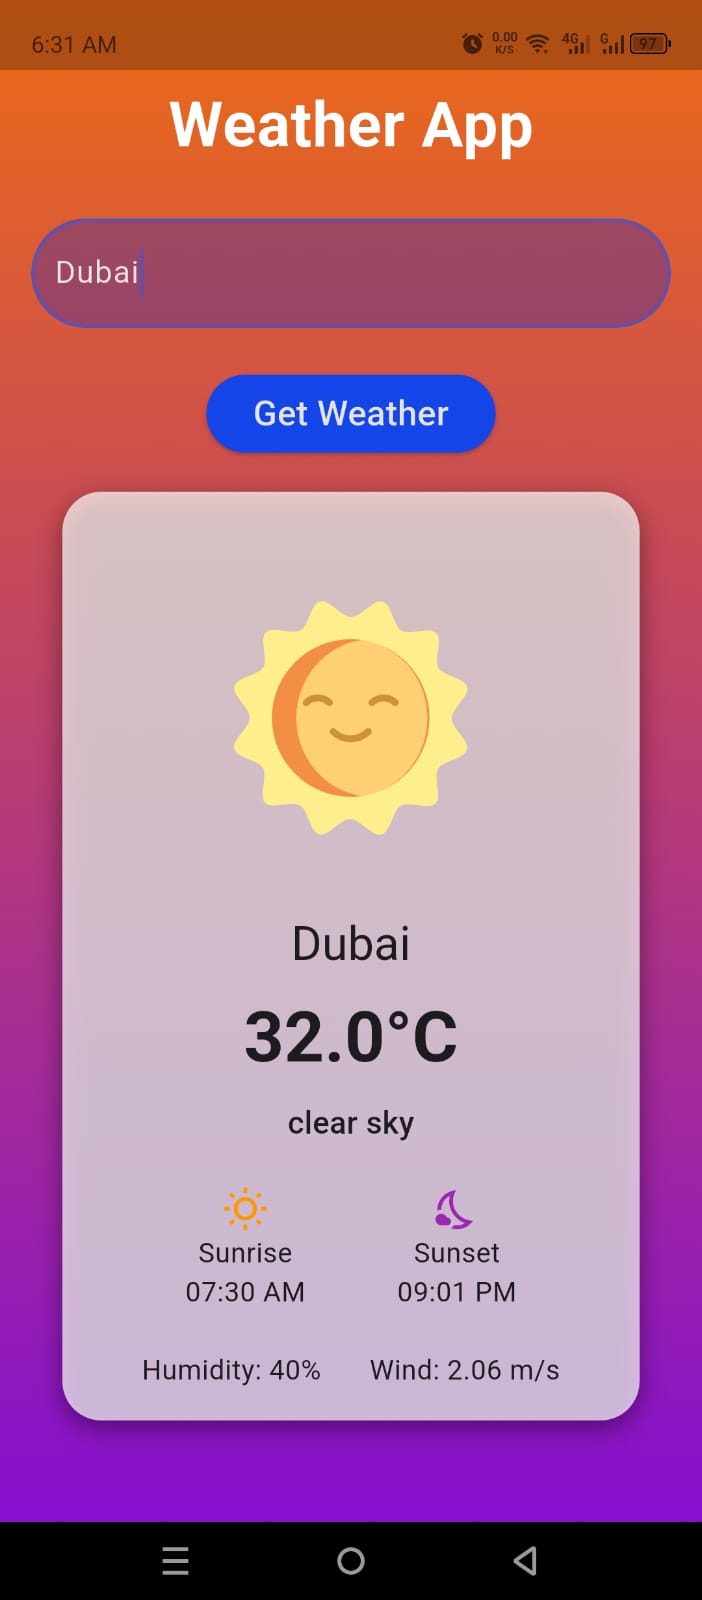 6:31 AM
0.00
K/S
4G
G
97
Weather App
Dubai
Get Weather
Dubai
32.0°C
clear sky
Sunrise Sunset
07:30 AM 09:01 PM
Humidity: 40% Wind: 2.06 m/s